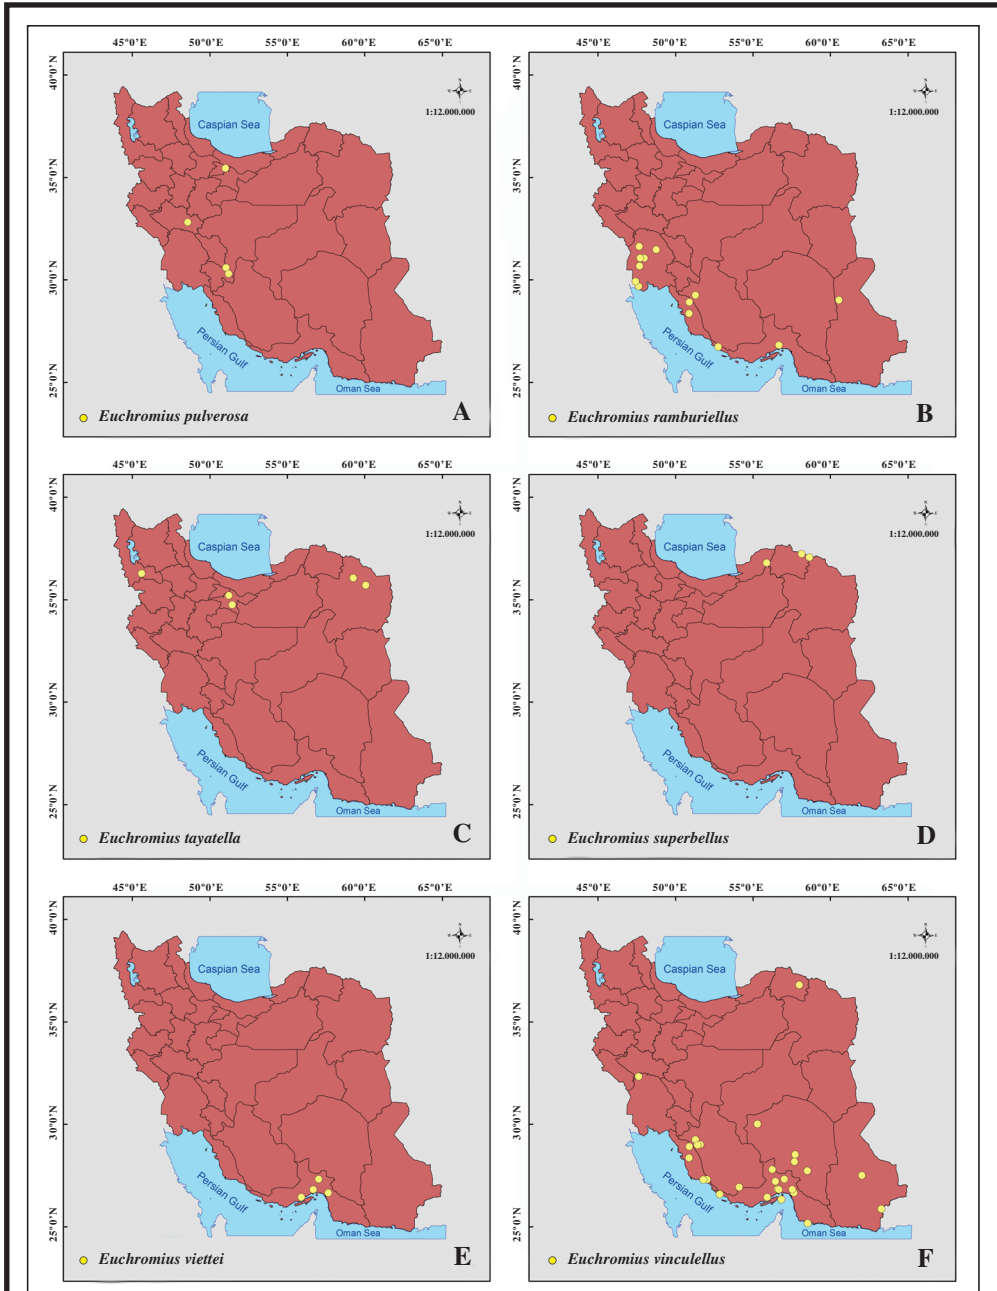 45°0'E 50°0'E 55°0'E 60°0'E 65°0'E
40°0'N
35°0'N
30°0'N
25°0'N
N
W E
S
1:12.000.000
Caspian Sea
Persian Gulf
Oman Sea
Euchromius pulverosa
A
45°0'E 50°0'E 55°0'E 60°0'E 65°0'E
40°0'N
35°0'N
30°0'N
25°0'N
N
W E
S
1:12.000.000
Caspian Sea
Persian Gulf
Oman Sea
Euchromius ramburiellus
B
45°0'E 50°0'E 55°0'E 60°0'E 65°0'E
40°0'N
35°0'N
30°0'N
25°0'N
N
W E
S
1:12.000.000
Caspian Sea
Persian Gulf
Oman Sea
Euchromius tayatella
C
45°0'E 50°0'E 55°0'E 60°0'E 65°0'E
40°0'N
35°0'N
30°0'N
25°0'N
N
W E
S
1:12.000.000
Caspian Sea
Persian Gulf
Oman Sea
Euchromius superbellus
D
45°0'E 50°0'E 55°0'E 60°0'E 65°0'E
40°0'N
35°0'N
30°0'N
25°0'N
N
W E
S
1:12.000.000
Caspian Sea
Persian Gulf
Oman Sea
Euchromius viettei
E
45°0'E 50°0'E 55°0'E 60°0'E 65°0'E
40°0'N
35°0'N
30°0'N
25°0'N
N
W E
S
1:12.000.000
Caspian Sea
Persian Gulf
Oman Sea
Euchromius vinculellus
F